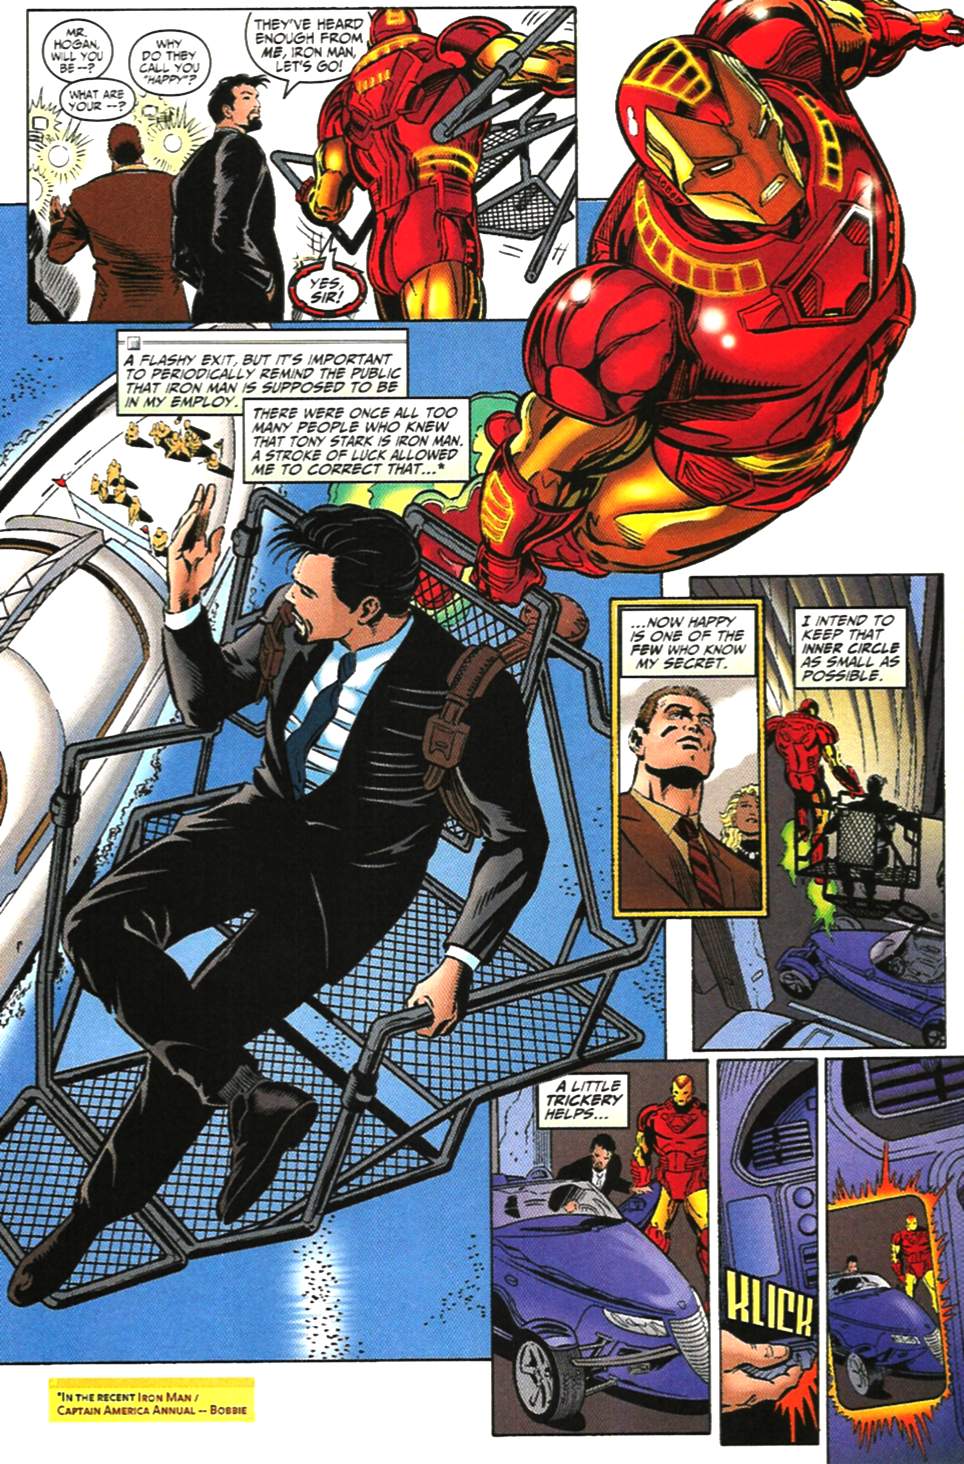 MR.
HOGAN,
WILL YOU
BE --?
WHAT ARE
YOUR --?
WHY
DO THEY
CALL YOU
"HAPPY"?
THEY'VE HEARD
ENOUGH FROM
ME, IRON MAN,
LET'S GO!
YES,
SIR!
A FLASHY EXIT, BUT IT'S IMPORTANT
TO PERIODICALLY REMIND THE PUBLIC
THAT IRON MAN IS SUPPOSED TO BE
IN MY EMPLOY.
THERE WERE ONCE ALL TOO
MANY PEOPLE WHO KNEW
THAT TONY STARK IS IRON MAN.
A STROKE OF LUCK ALLOWED
ME TO CORRECT THAT...*
...NOW HAPPY
IS ONE OF THE
FEW WHO KNOW
MY SECRET.
I INTEND TO
KEEP THAT
INNER CIRCLE
AS SMALL AS
POSSIBLE.
A LITTLE
TRICKERY
HELPS...
KLICK
*IN THE RECENT IRON MAN /
CAPTAIN AMERICA ANNUAL -- BOBBIE